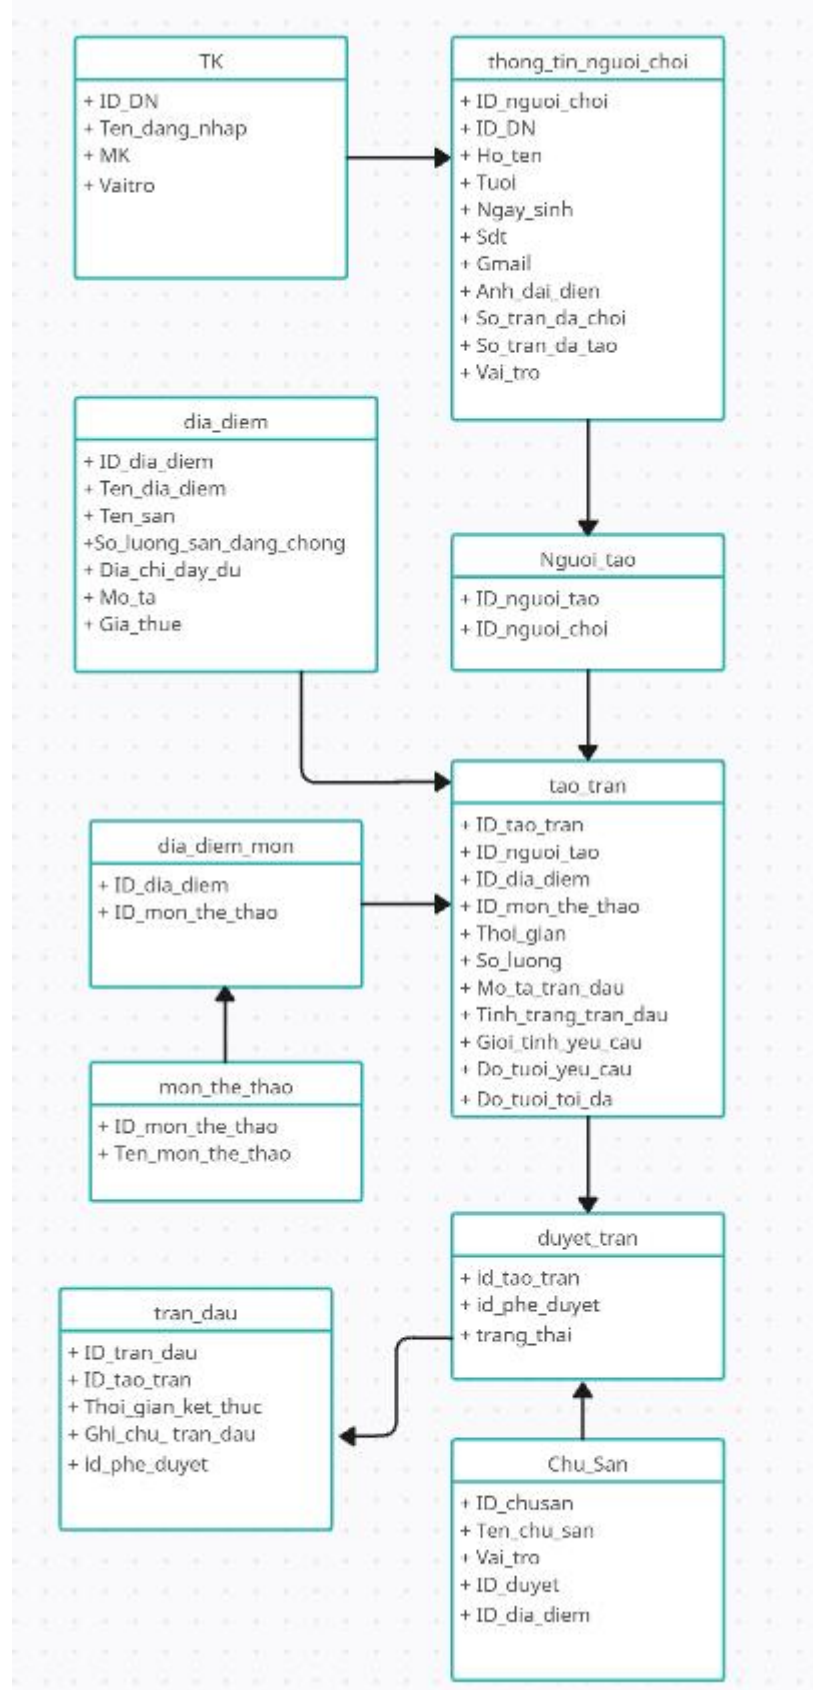 TK
+ ID_DN
+ Ten_dang_nhap
+ MK
+ Vaitro
thong_tin_nguoi_choi
+ ID_nguoi_choi
+ ID_DN
+ Ho_ten
+ Tuoi
+ Ngay_sinh
+ Sdt
+ Gmail
+ Anh_dai_dien
+ So_tran_da_choi
+ So_tran_da_tao
+ Vai_tro
dia_diem
+ ID_dia_diem
+ Ten_dia_diem
+ Ten_san
+So_luong_san_dang_chong
+ Dia_chi_day_du
+ Mo_ta
+ Gia_thue
Nguoi_tao
+ ID_nguoi_tao
+ ID_nguoi_choi
tao_tran
+ ID_tao_tran
+ ID_nguoi_tao
+ ID_dia_diem
+ ID_mon_the_thao
+ Thoi_gian
+ So_luong
+ Mo_ta_tran_dau
+ Tinh_trang_tran_dau
+ Gioi_tinh_yeu_cau
+ Do_tuoi_yeu_cau
+ Do_tuoi_toi_da
dia_diem_mon
+ ID_dia_diem
+ ID_mon_the_thao
mon_the_thao
+ ID_mon_the_thao
+ Ten_mon_the_thao
duyet_tran
+ id_tao_tran
+ id_phe_duyet
+ trang_thai
tran_dau
+ ID_tran_dau
+ ID_tao_tran
+ Thoi_gian_ket_thuc
+ Ghi_chu_ tran_dau
+ id_phe_duyet
Chu_San
+ ID_chusan
+ Ten_chu_san
+ Vai_tro
+ ID_duyet
+ ID_dia_diem